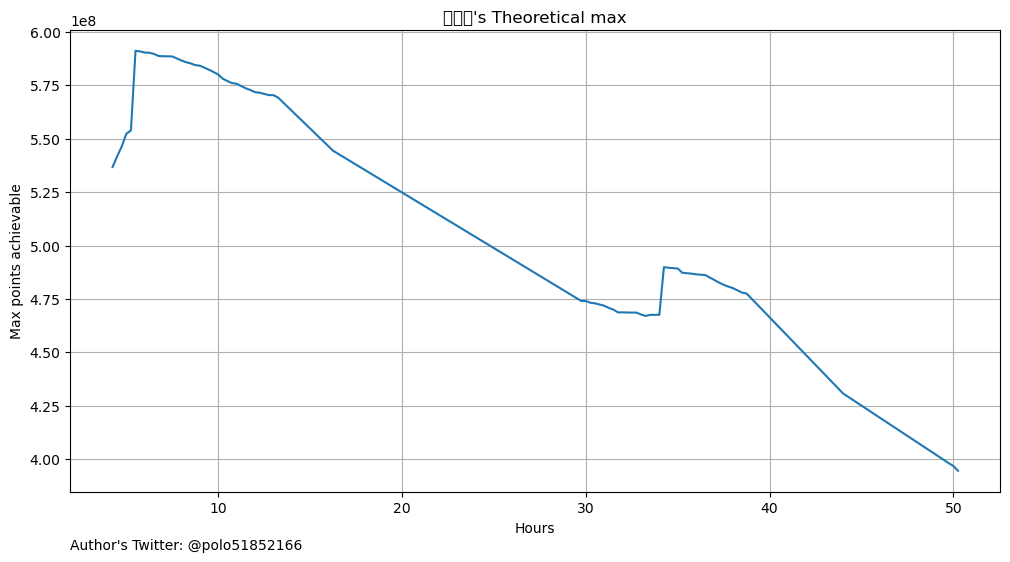 's Theoretical max
1e8
6.00
5.75
5.50
5.25
5.00
4.75
4.50
4.25
4.00
Max points achievable
10 20 30 40 50
Hours
Author's Twitter: @polo51852166